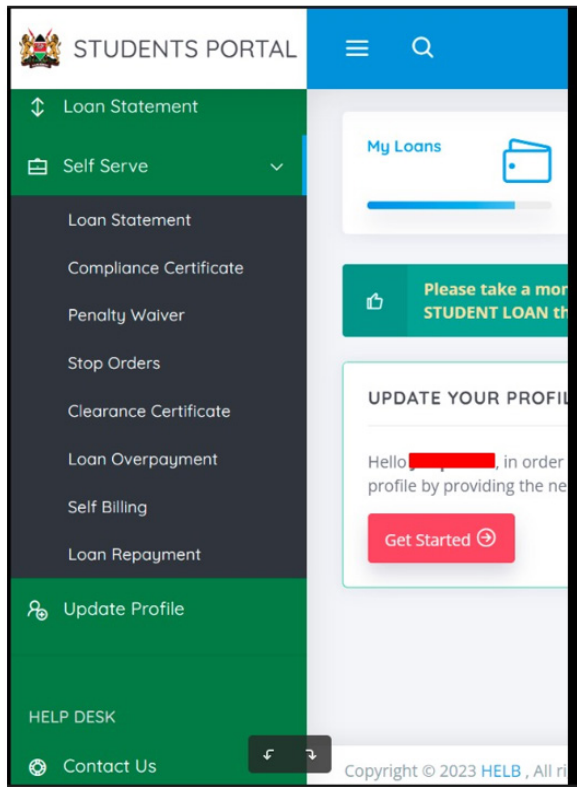 STUDENTS PORTAL
Loan Statement
Self Serve
Loan Statement
Compliance Certificate
Penalty Waiver
Stop Orders
Clearance Certificate
Loan Overpayment
Self Billing
Loan Repayment
Update Profile
HELP DESK
Contact Us
My Loans
Please take a mor
STUDENT LOAN th
UPDATE YOUR PROFIL
Hello , in order
profile by providing the ne
Get Started
Copyright © 2023 HELB , All ri